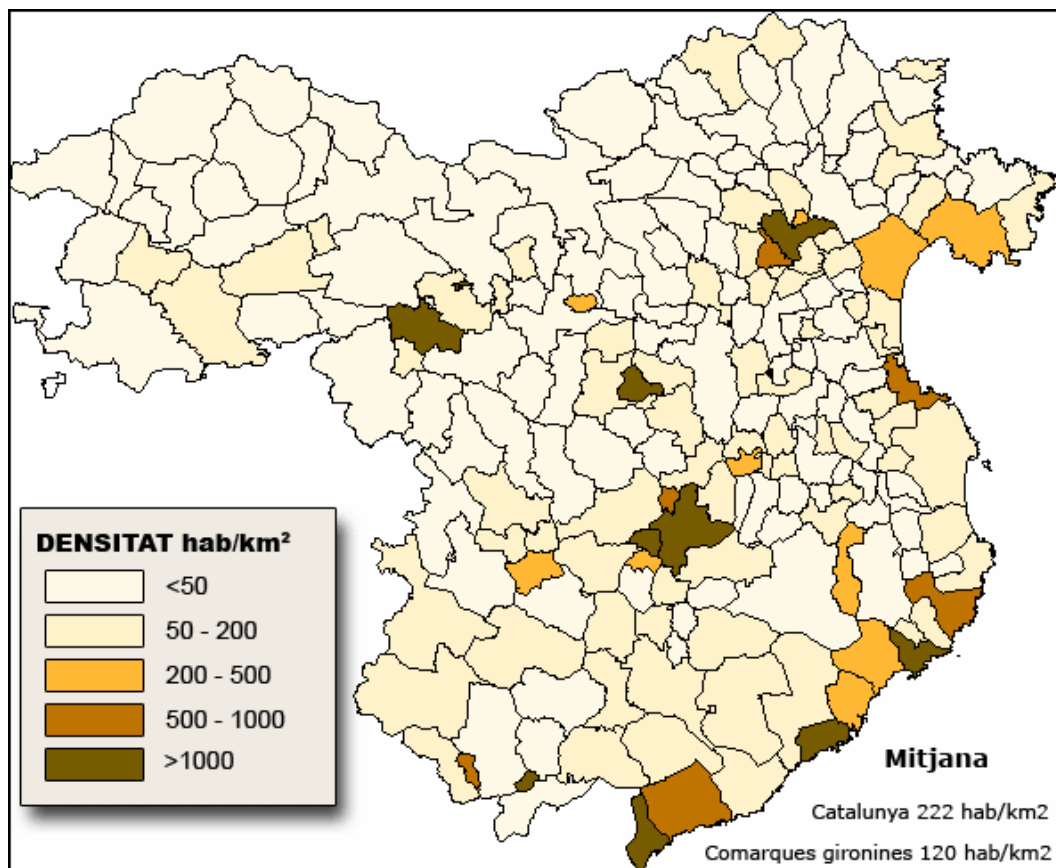 DENSITAT hab/km²
<50
50 - 200
200 - 500
500 - 1000
>1000
Mitjana
Catalunya 222 hab/km2
Comarques gironines 120 hab/km2